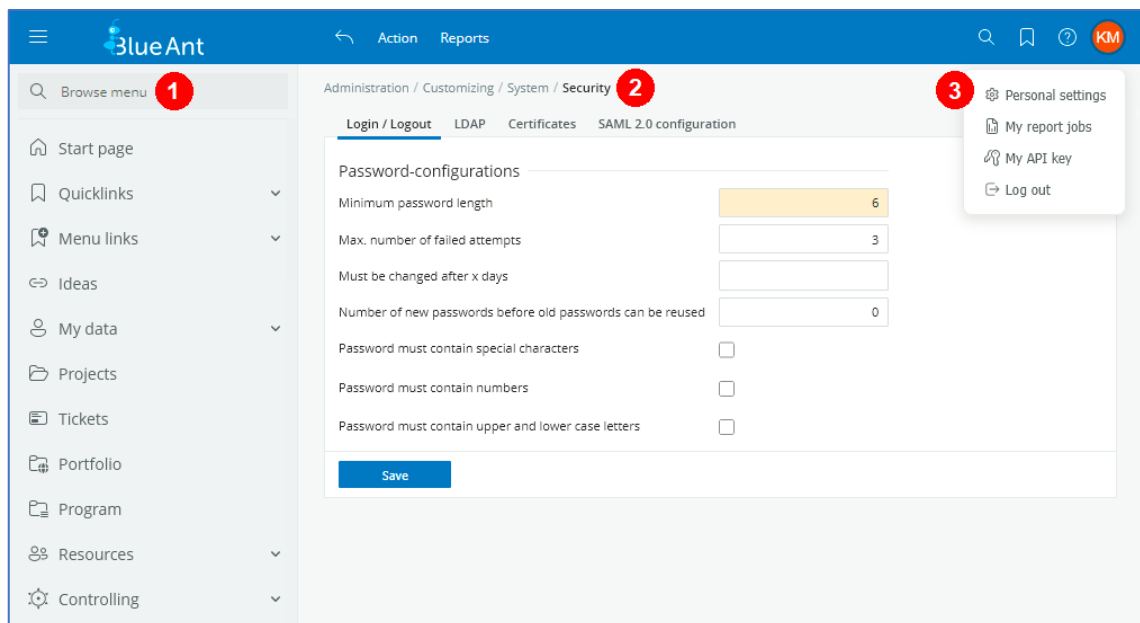 Blue Ant
Action Reports
KM
Browse menu 1
Administration / Customizing / System / Security 2
3 Personal settings
My report jobs
My API key
Log out
Login / Logout LDAP Certificates SAML 2.0 configuration
Start page
Quicklinks
Menu links
Ideas
My data
Projects
Tickets
Portfolio
Program
Resources
Controlling
Password-configurations
Minimum password length 6
Max. number of failed attempts 3
Must be changed after x days
Number of new passwords before old passwords can be reused 0
Password must contain special characters
Password must contain numbers
Password must contain upper and lower case letters
Save